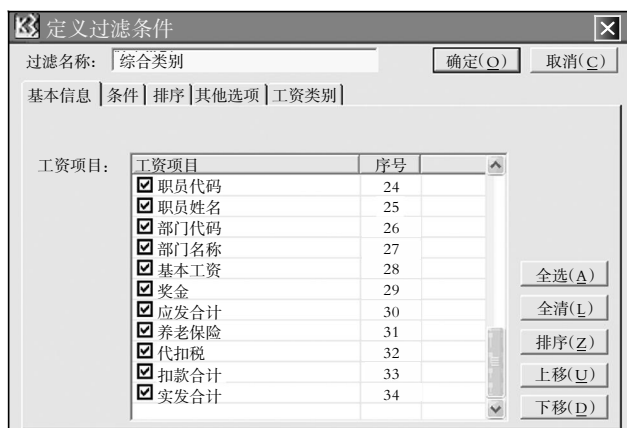 K3 定义过滤条件
过滤名称： 综合类别 确定(O) 取消(C)
基本信息 条件 排序 其他选项 工资类别
工资项目： 工资项目 序号
职员代码 24
职员姓名 25
部门代码 26
部门名称 27
基本工资 28
奖金 29
应发合计 30
养老保险 31
代扣税 32
扣款合计 33
实发合计 34
全选(A)
全清(L)
排序(Z)
上移(U)
下移(D)